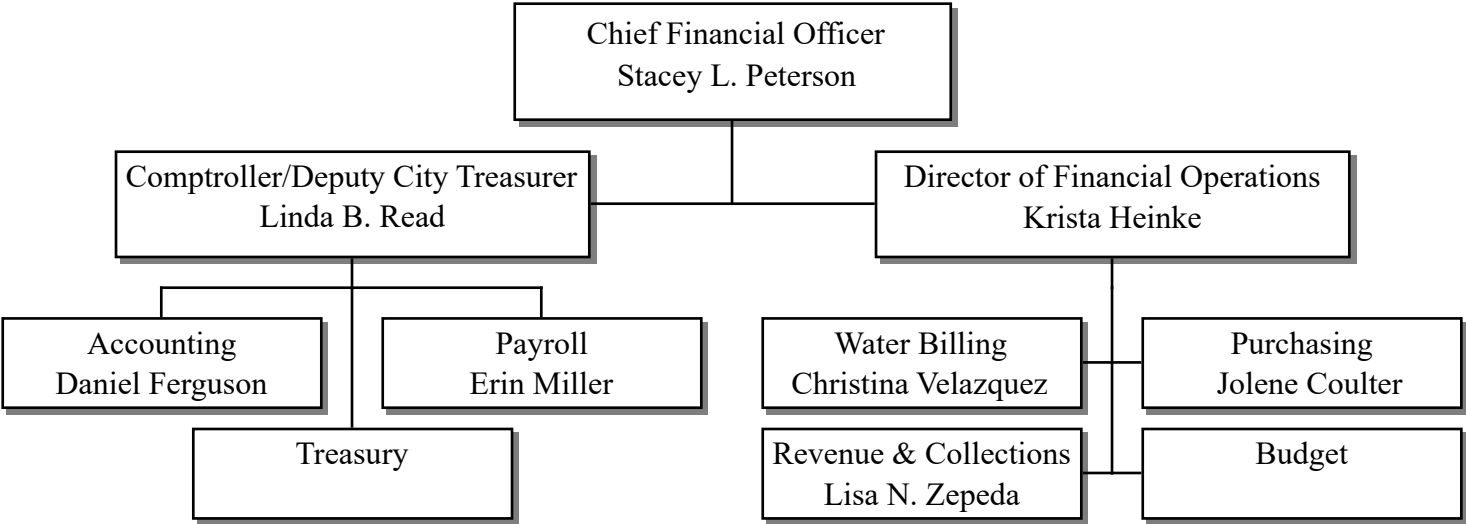 Chief Financial Officer
Stacey L. Peterson
Comptroller/Deputy City Treasurer
Linda B. Read
Director of Financial Operations
Krista Heinke
Accounting
Daniel Ferguson
Payroll
Erin Miller
Treasury
Water Billing
Christina Velazquez
Purchasing
Jolene Coulter
Revenue & Collections
Lisa N. Zepeda
Budget